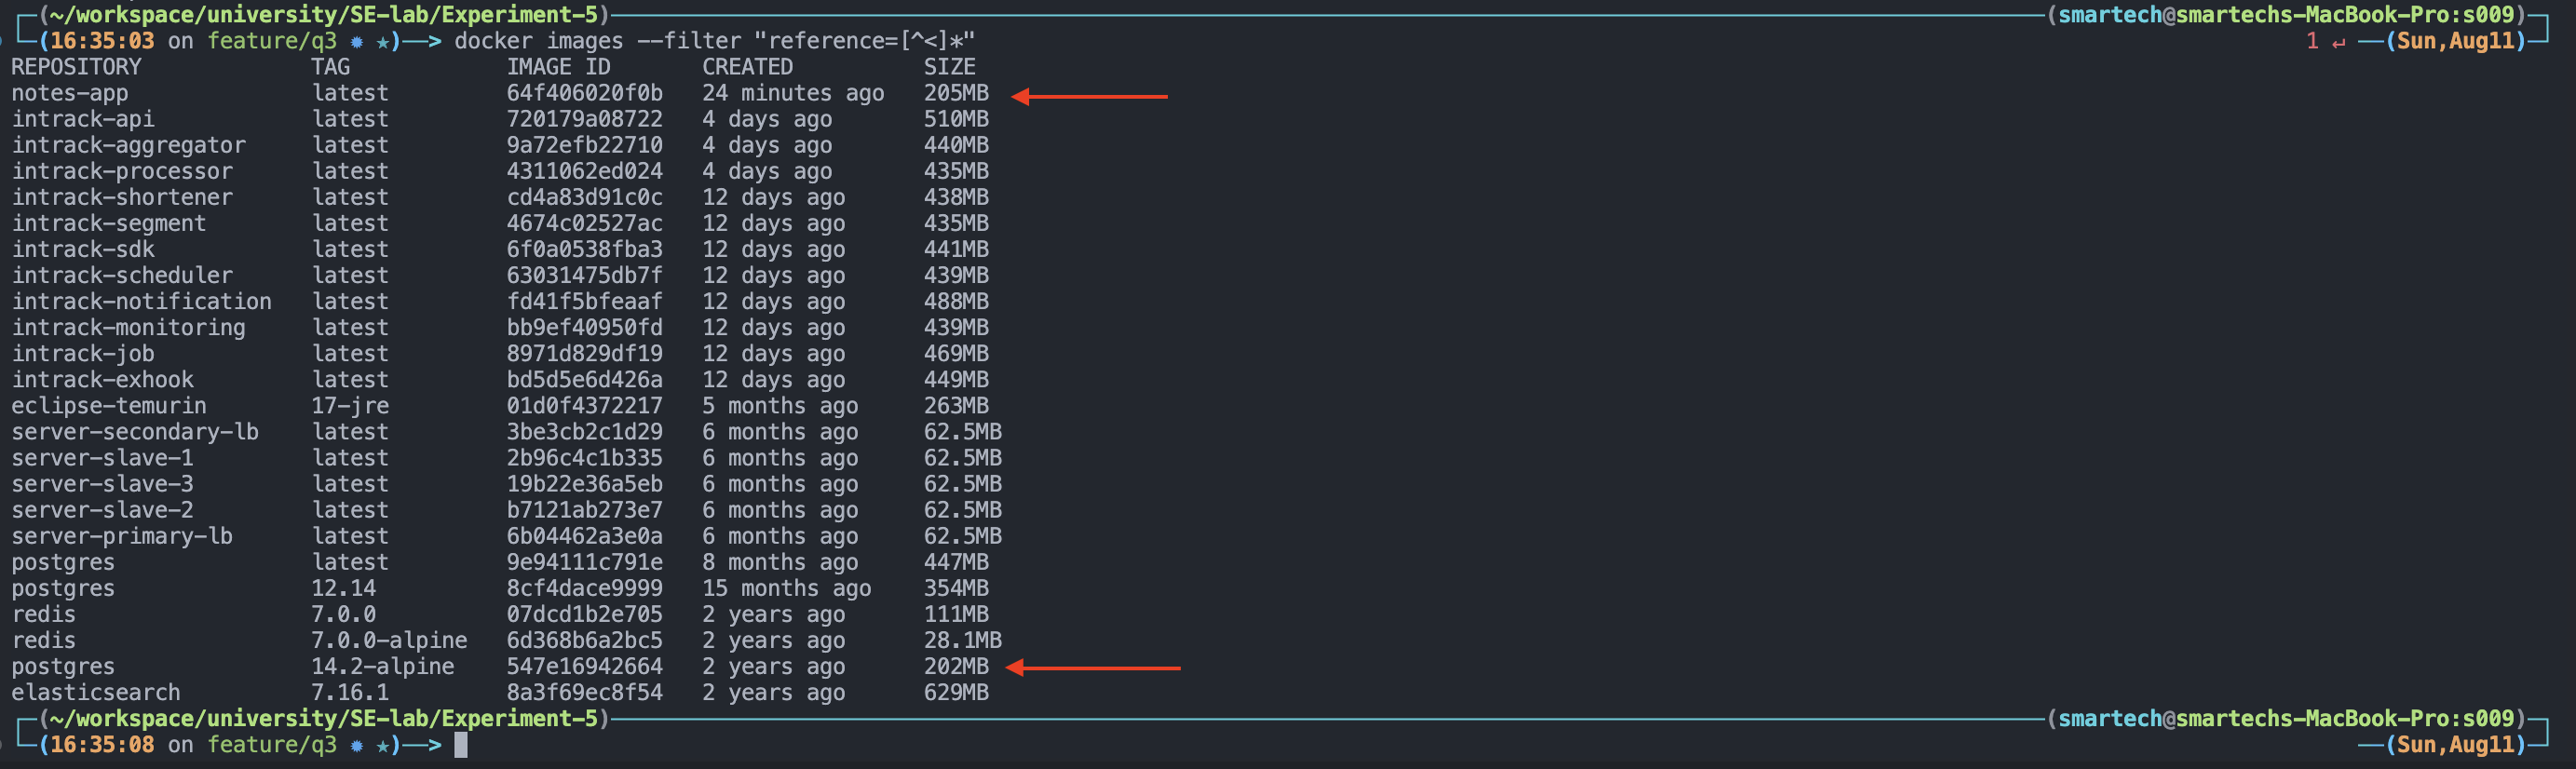 (~/workspace/university/SE-lab/Experiment-5) (smartech@smartechs-MacBook-Pro:s009)
(16:35:03 on feature/q3 ✹ ★)—> docker images --filter "reference=[^<]*" 1 ↵ —(Sun,Aug11)
REPOSITORY TAG IMAGE ID CREATED SIZE
notes-app latest 64f406020f0b 24 minutes ago 205MB
intrack-api latest 720179a08722 4 days ago 510MB
intrack-aggregator latest 9a72efb22710 4 days ago 440MB
intrack-processor latest 4311062ed024 4 days ago 435MB
intrack-shortener latest cd4a83d91c0c 12 days ago 438MB
intrack-segment latest 4674c02527ac 12 days ago 435MB
intrack-sdk latest 6f0a0538fba3 12 days ago 441MB
intrack-scheduler latest 63031475db7f 12 days ago 439MB
intrack-notification latest fd41f5bfeaaf 12 days ago 488MB
intrack-monitoring latest bb9ef40950fd 12 days ago 439MB
intrack-job latest 8971d829df19 12 days ago 469MB
intrack-exhook latest bd5d5e6d426a 12 days ago 449MB
eclipse-temurin 17-jre 01d0f4372217 5 months ago 263MB
server-secondary-lb latest 3be3cb2c1d29 6 months ago 62.5MB
server-slave-1 latest 2b96c4c1b335 6 months ago 62.5MB
server-slave-3 latest 19b22e36a5eb 6 months ago 62.5MB
server-slave-2 latest b7121ab273e7 6 months ago 62.5MB
server-primary-lb latest 6b04462a3e0a 6 months ago 62.5MB
postgres latest 9e94111c791e 8 months ago 447MB
postgres 12.14 8cf4dace9999 15 months ago 354MB
redis 7.0.0 07dcd1b2e705 2 years ago 111MB
redis 7.0.0-alpine 6d368b6a2bc5 2 years ago 28.1MB
postgres 14.2-alpine 547e16942664 2 years ago 202MB
elasticsearch 7.16.1 8a3f69ec8f54 2 years ago 629MB
(~/workspace/university/SE-lab/Experiment-5) (smartech@smartechs-MacBook-Pro:s009)
(16:35:08 on feature/q3 ✹ ★)—> —(Sun,Aug11)